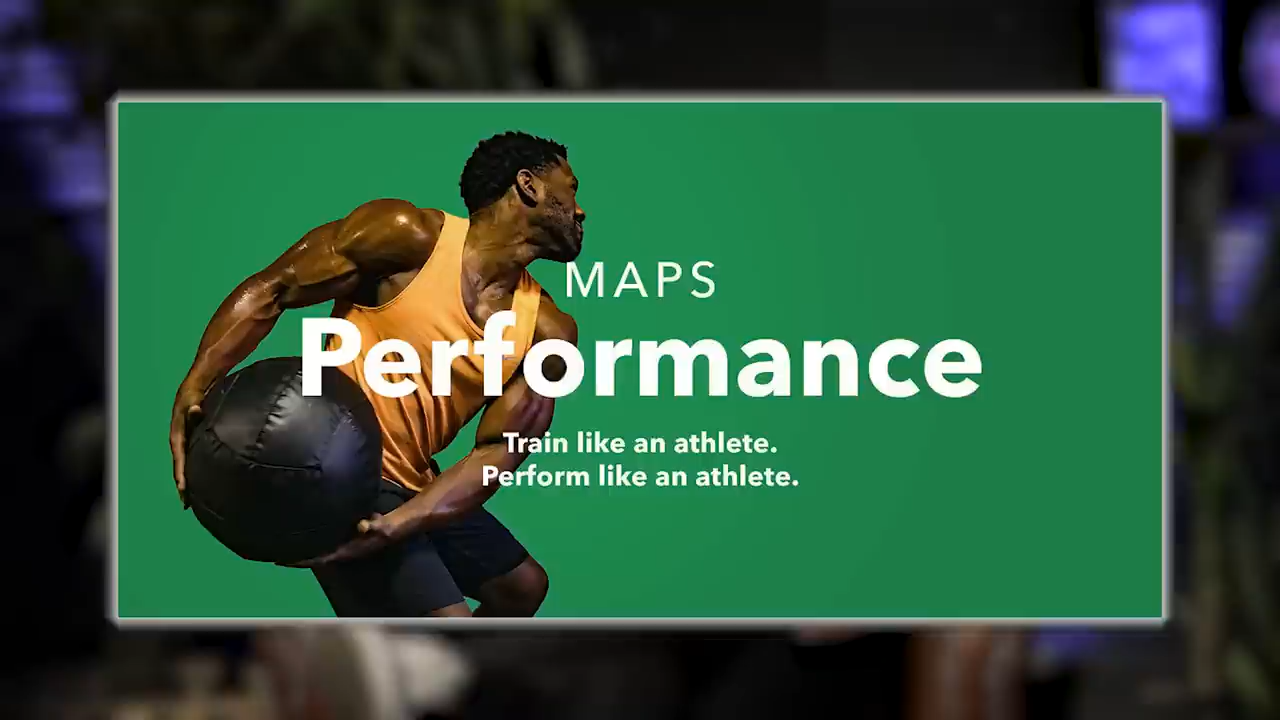 MAPS
Performance
Train like an athlete.
Perform like an athlete.